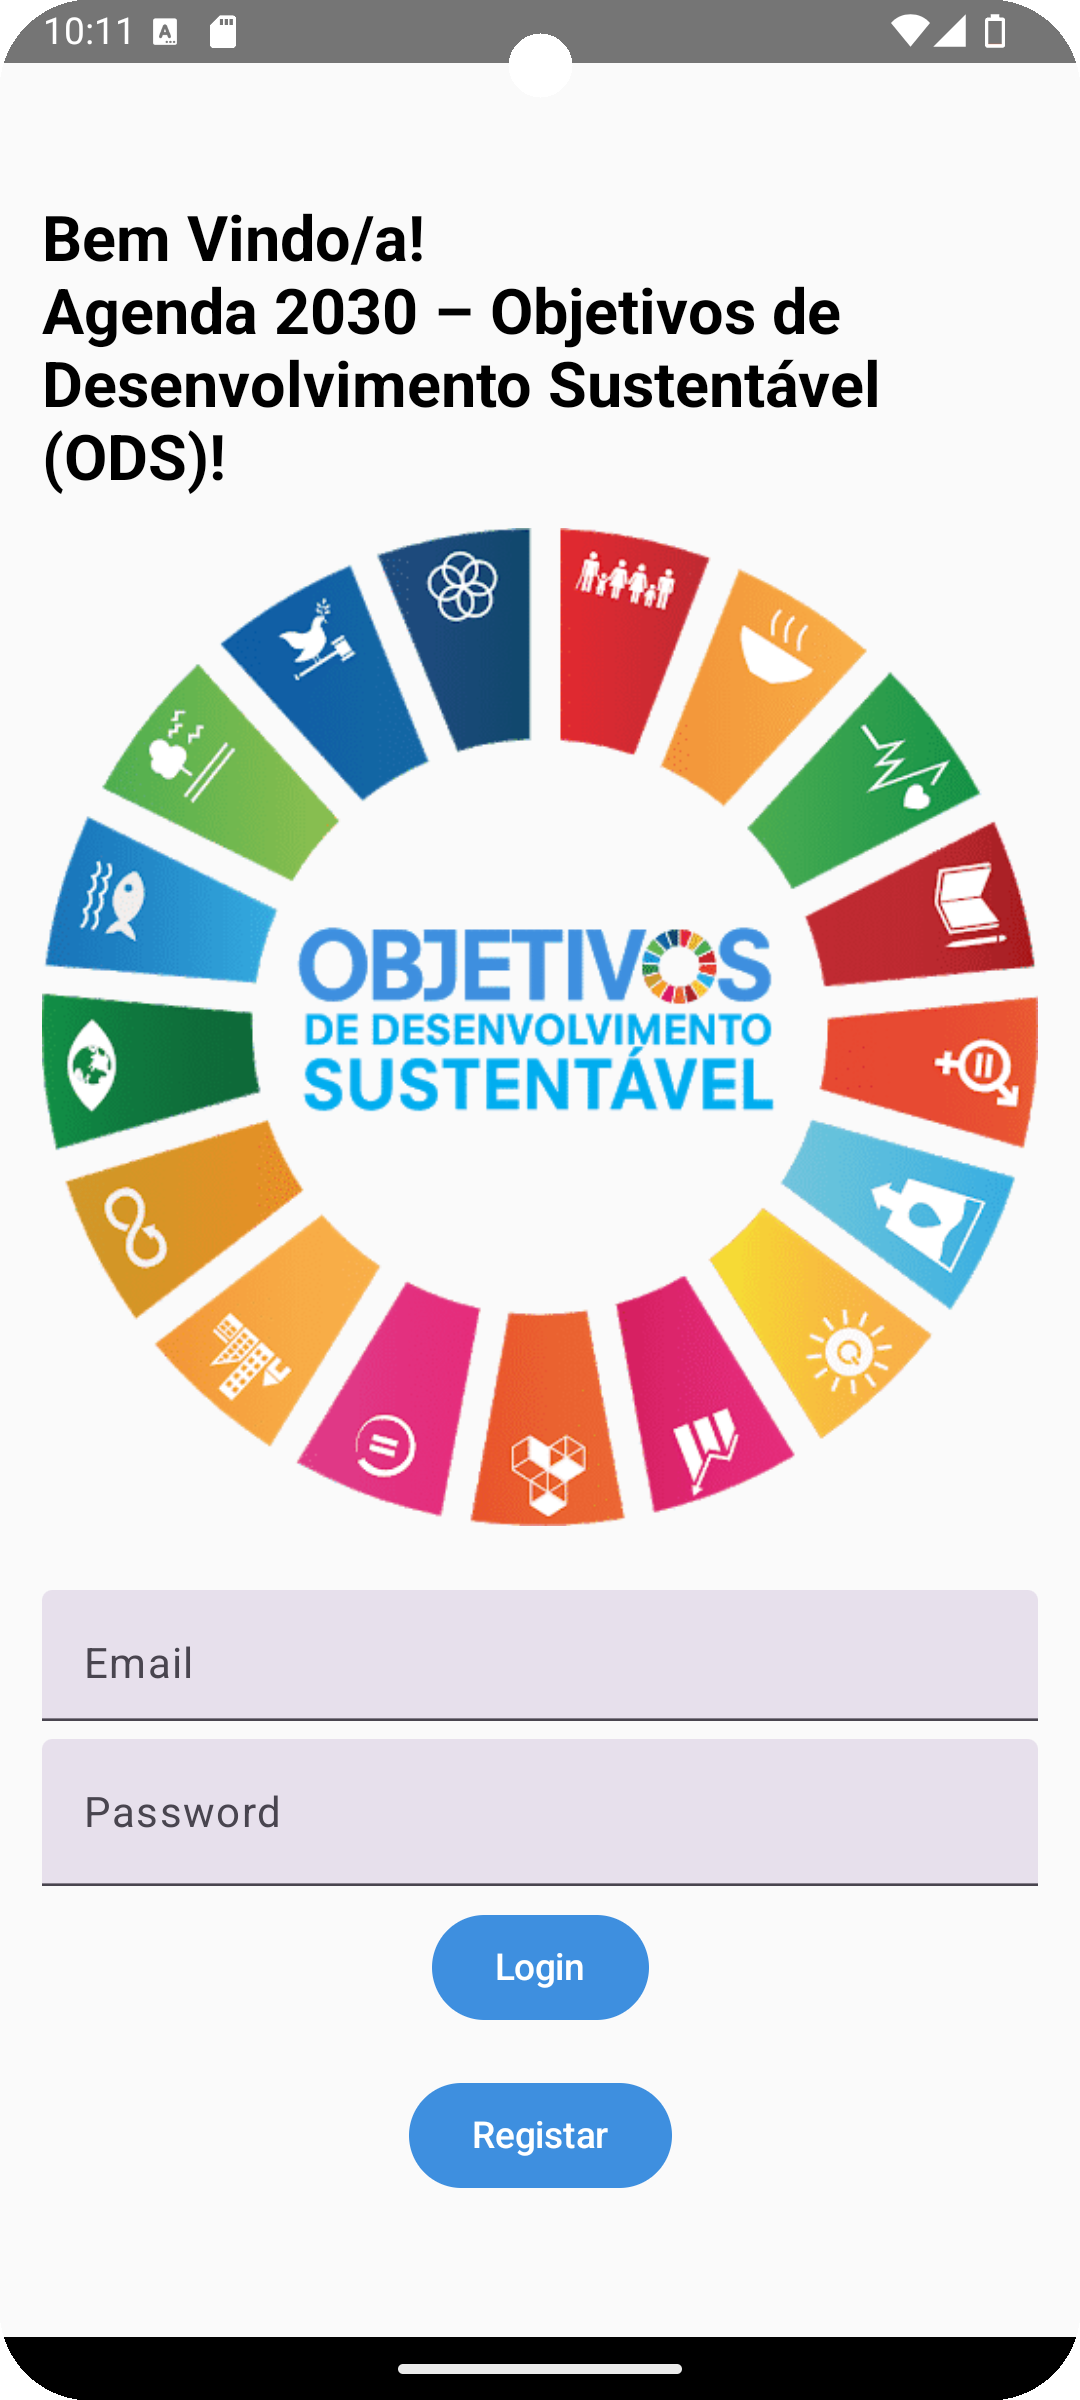 10:11
Bem Vindo/a!
Agenda 2030 – Objetivos de
Desenvolvimento Sustentável
(ODS)!
OBJETIVOS
DE DESENVOLVIMENTO
SUSTENTÁVEL
Email
Password
Login
Registar